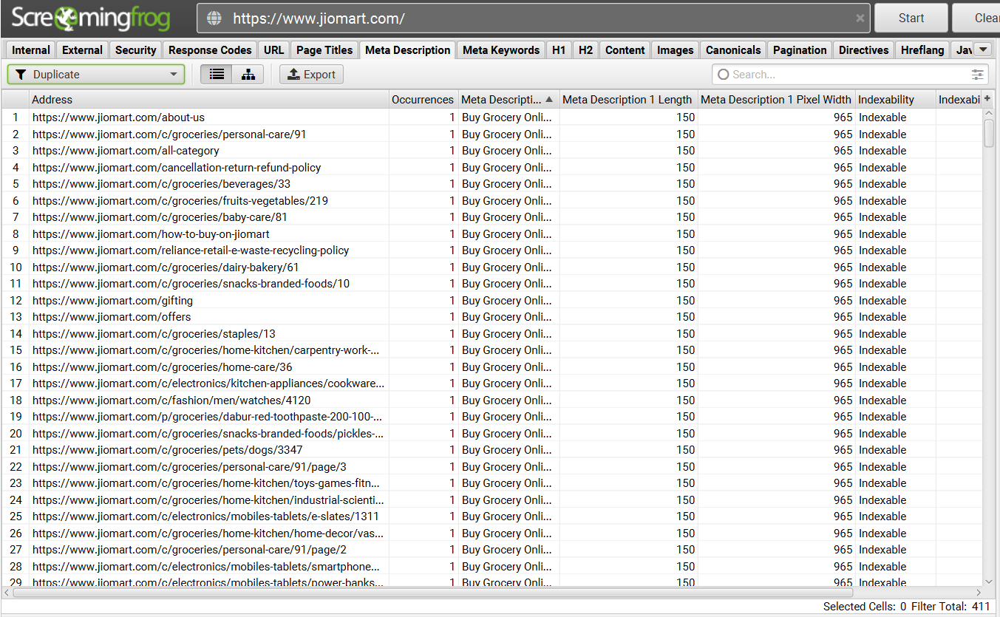 Screamingfrog https://www.jiomart.com/ × Start Clear
Internal External Security Response Codes URL Page Titles Meta Description Meta Keywords H1 H2 Content Images Canonicals Pagination Directives Hreflang Jav
Duplicate Export Search...
Address Occurrences Meta Descripti... Meta Description 1 Length Meta Description 1 Pixel Width Indexability Indexabi +
1 https://www.jiomart.com/about-us 1 Buy Grocery Onli... 150 965 Indexable
2 https://www.jiomart.com/c/groceries/personal-care/91 1 Buy Grocery Onli... 150 965 Indexable
3 https://www.jiomart.com/all-category 1 Buy Grocery Onli... 150 965 Indexable
4 https://www.jiomart.com/cancellation-return-refund-policy 1 Buy Grocery Onli... 150 965 Indexable
5 https://www.jiomart.com/c/groceries/beverages/33 1 Buy Grocery Onli... 150 965 Indexable
6 https://www.jiomart.com/c/groceries/fruits-vegetables/219 1 Buy Grocery Onli... 150 965 Indexable
7 https://www.jiomart.com/c/groceries/baby-care/81 1 Buy Grocery Onli... 150 965 Indexable
8 https://www.jiomart.com/how-to-buy-on-jiomart 1 Buy Grocery Onli... 150 965 Indexable
9 https://www.jiomart.com/reliance-retail-e-waste-recycling-policy 1 Buy Grocery Onli... 150 965 Indexable
10 https://www.jiomart.com/c/groceries/dairy-bakery/61 1 Buy Grocery Onli... 150 965 Indexable
11 https://www.jiomart.com/c/groceries/snacks-branded-foods/10 1 Buy Grocery Onli... 150 965 Indexable
12 https://www.jiomart.com/gifting 1 Buy Grocery Onli... 150 965 Indexable
13 https://www.jiomart.com/offers 1 Buy Grocery Onli... 150 965 Indexable
14 https://www.jiomart.com/c/groceries/staples/13 1 Buy Grocery Onli... 150 965 Indexable
15 https://www.jiomart.com/c/groceries/home-kitchen/carpentry-work-... 1 Buy Grocery Onli... 150 965 Indexable
16 https://www.jiomart.com/c/groceries/home-care/36 1 Buy Grocery Onli... 150 965 Indexable
17 https://www.jiomart.com/c/electronics/kitchen-appliances/cookware... 1 Buy Grocery Onli... 150 965 Indexable
18 https://www.jiomart.com/c/fashion/men/watches/4120 1 Buy Grocery Onli... 150 965 Indexable
19 https://www.jiomart.com/p/groceries/dabur-red-toothpaste-200-100-... 1 Buy Grocery Onli... 150 965 Indexable
20 https://www.jiomart.com/c/groceries/snacks-branded-foods/pickles-... 1 Buy Grocery Onli... 150 965 Indexable
21 https://www.jiomart.com/c/groceries/pets/dogs/3347 1 Buy Grocery Onli... 150 965 Indexable
22 https://www.jiomart.com/c/groceries/personal-care/91/page/3 1 Buy Grocery Onli... 150 965 Indexable
23 https://www.jiomart.com/c/groceries/home-kitchen/toys-games-fitn... 1 Buy Grocery Onli... 150 965 Indexable
24 https://www.jiomart.com/c/groceries/home-kitchen/industrial-scienti... 1 Buy Grocery Onli... 150 965 Indexable
25 https://www.jiomart.com/c/electronics/mobiles-tablets/e-slates/1311 1 Buy Grocery Onli... 150 965 Indexable
26 https://www.jiomart.com/c/groceries/home-kitchen/home-decor/vas... 1 Buy Grocery Onli... 150 965 Indexable
27 https://www.jiomart.com/c/groceries/personal-care/91/page/2 1 Buy Grocery Onli... 150 965 Indexable
28 https://www.jiomart.com/c/electronics/mobiles-tablets/smartphone... 1 Buy Grocery Onli... 150 965 Indexable
29 https://www.jiomart.com/c/electronics/mobiles-tablets/power-banks... 1 Buy Grocery Onli... 150 965 Indexable
Selected Cells: 0 Filter Total: 411